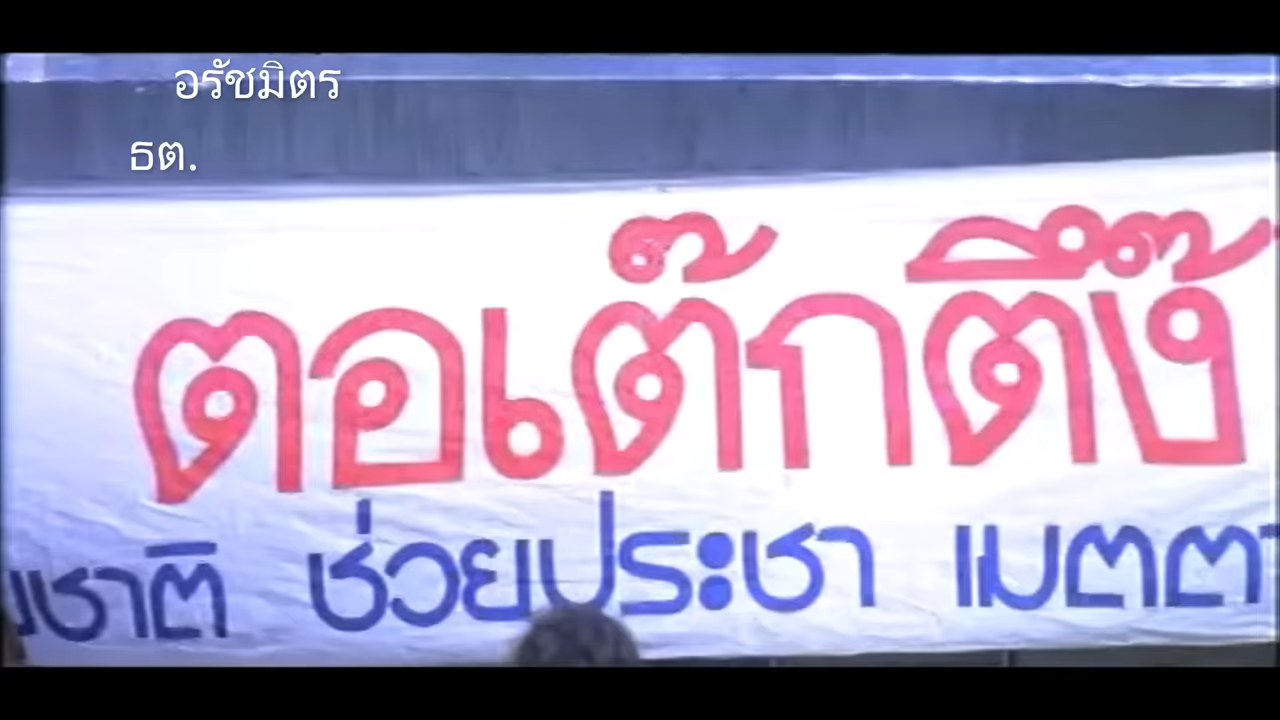 อรัชมิตร
ธต.
ตอเต๊กตึ๊ง
ชาติ ช่วยประชา เมตตา